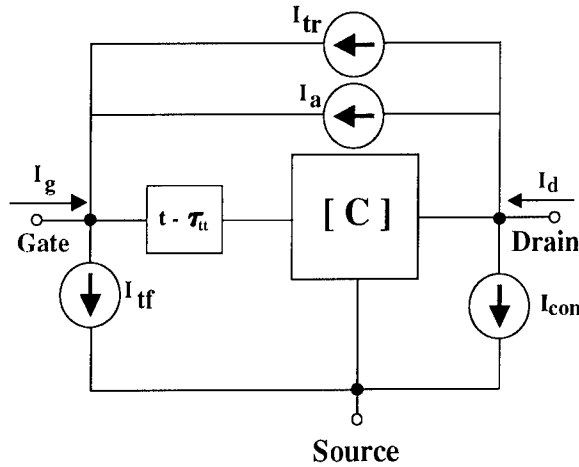 I_tr
I_a
I_g
t - τ_tt
[ C ]
I_d
Gate
Drain
I_tf
I_con
Source